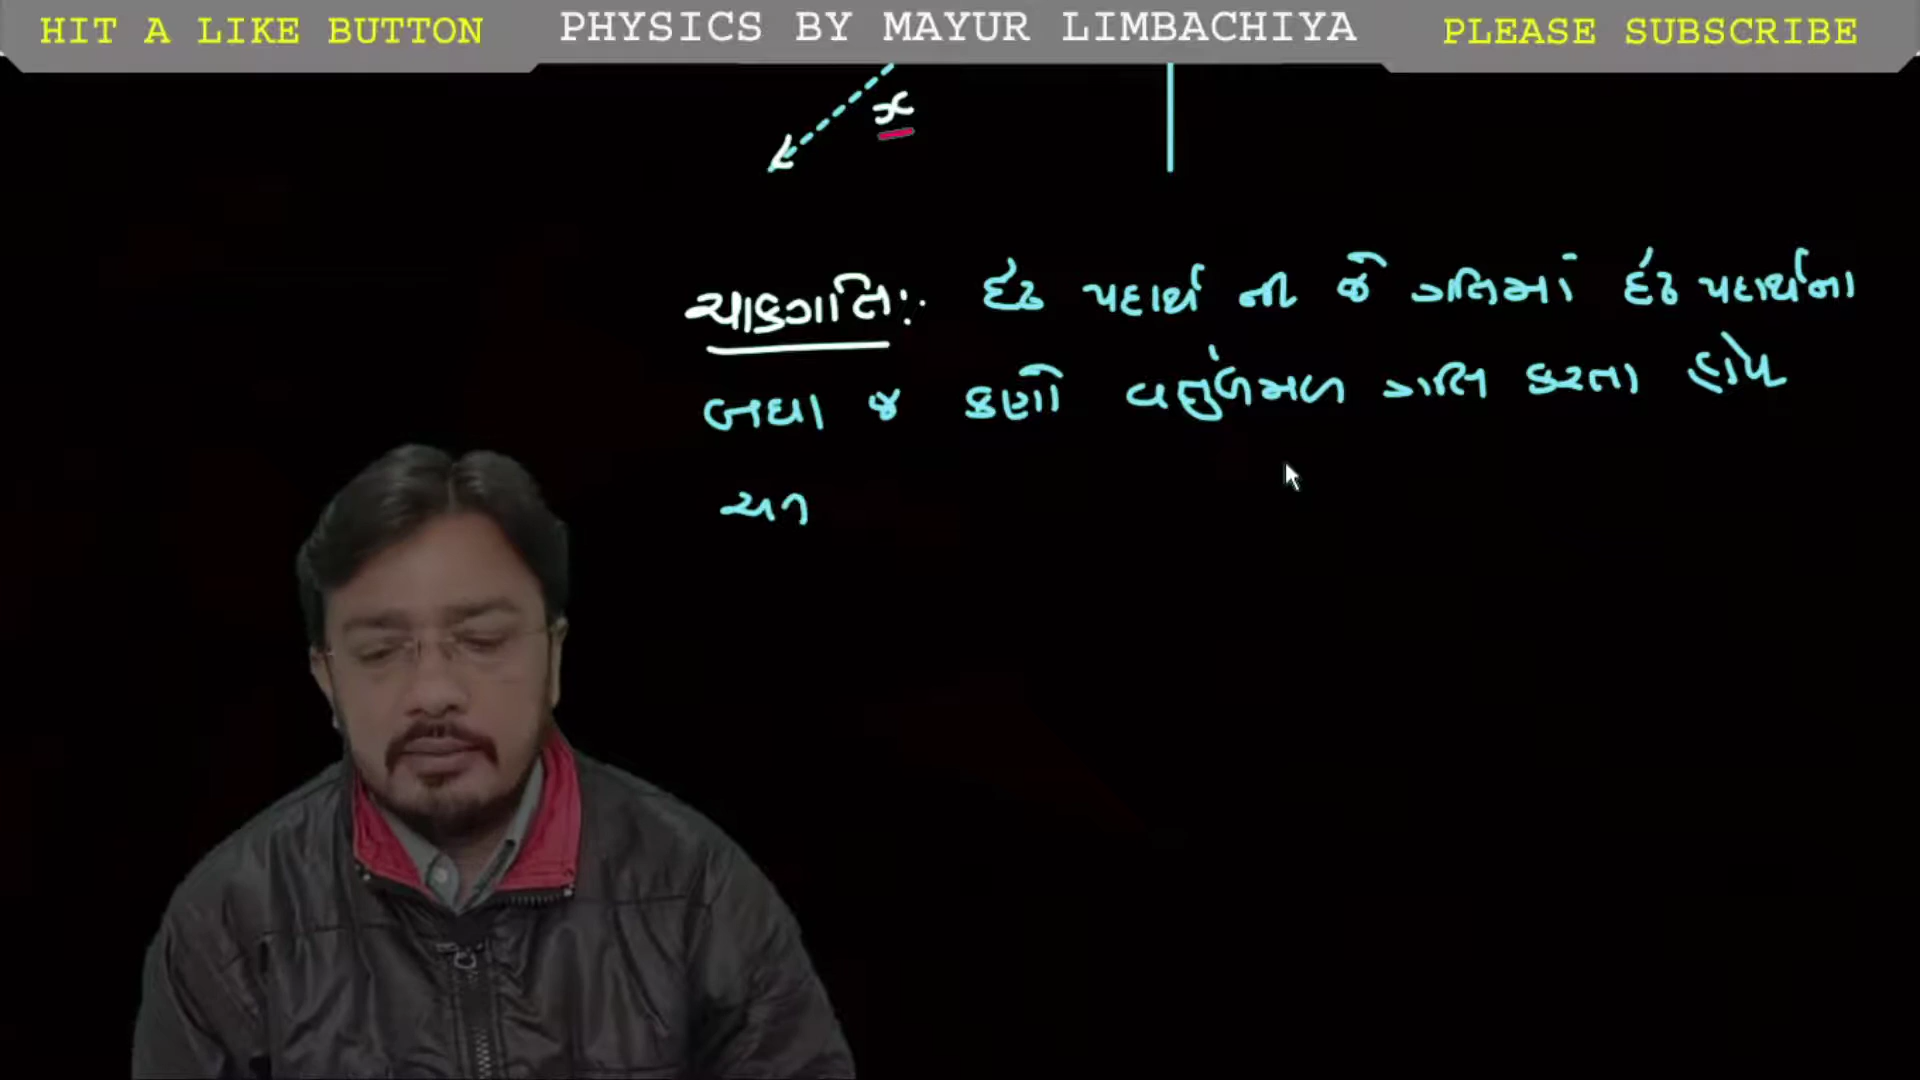 HIT A LIKE BUTTON PHYSICS BY MAYUR LIMBACHIYA PLEASE SUBSCRIBE
x
ચાકગતિ: દૃઢ પદાર્થ ની જે ગતિમાં દૃઢ પદાર્થના
બધા જ કણો વર્તુળમય ગતિ કરતા હોય
અન